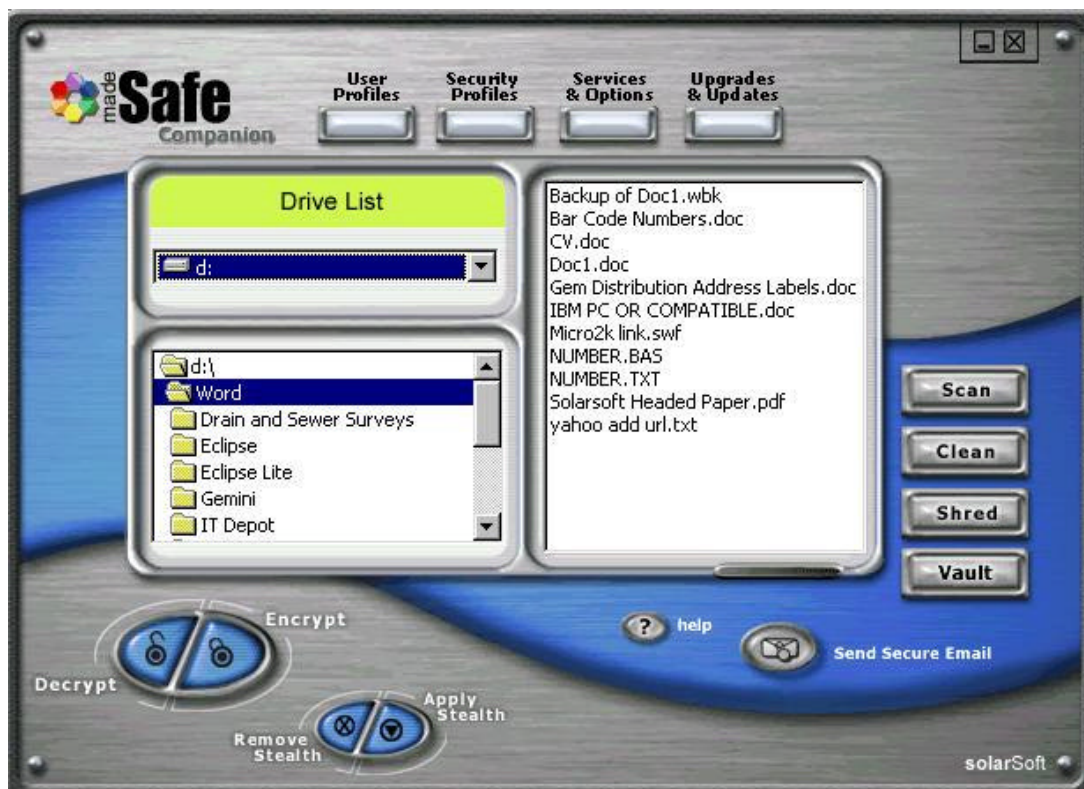 made Safe
Companion
User
Profiles
Security
Profiles
Services
& Options
Upgrades
& Updates
Drive List
d:
d:\
Word
Drain and Sewer Surveys
Eclipse
Eclipse Lite
Gemini
IT Depot
Backup of Doc1.wbk
Bar Code Numbers.doc
CV.doc
Doc1.doc
Gem Distribution Address Labels.doc
IBM PC OR COMPATIBLE.doc
Micro2k link.swf
NUMBER.BAS
NUMBER.TXT
Solarsoft Headed Paper.pdf
yahoo add url.txt
Scan
Clean
Shred
Vault
Encrypt
Decrypt
Apply
Stealth
Remove
Stealth
?
help
Send Secure Email
solarSoft